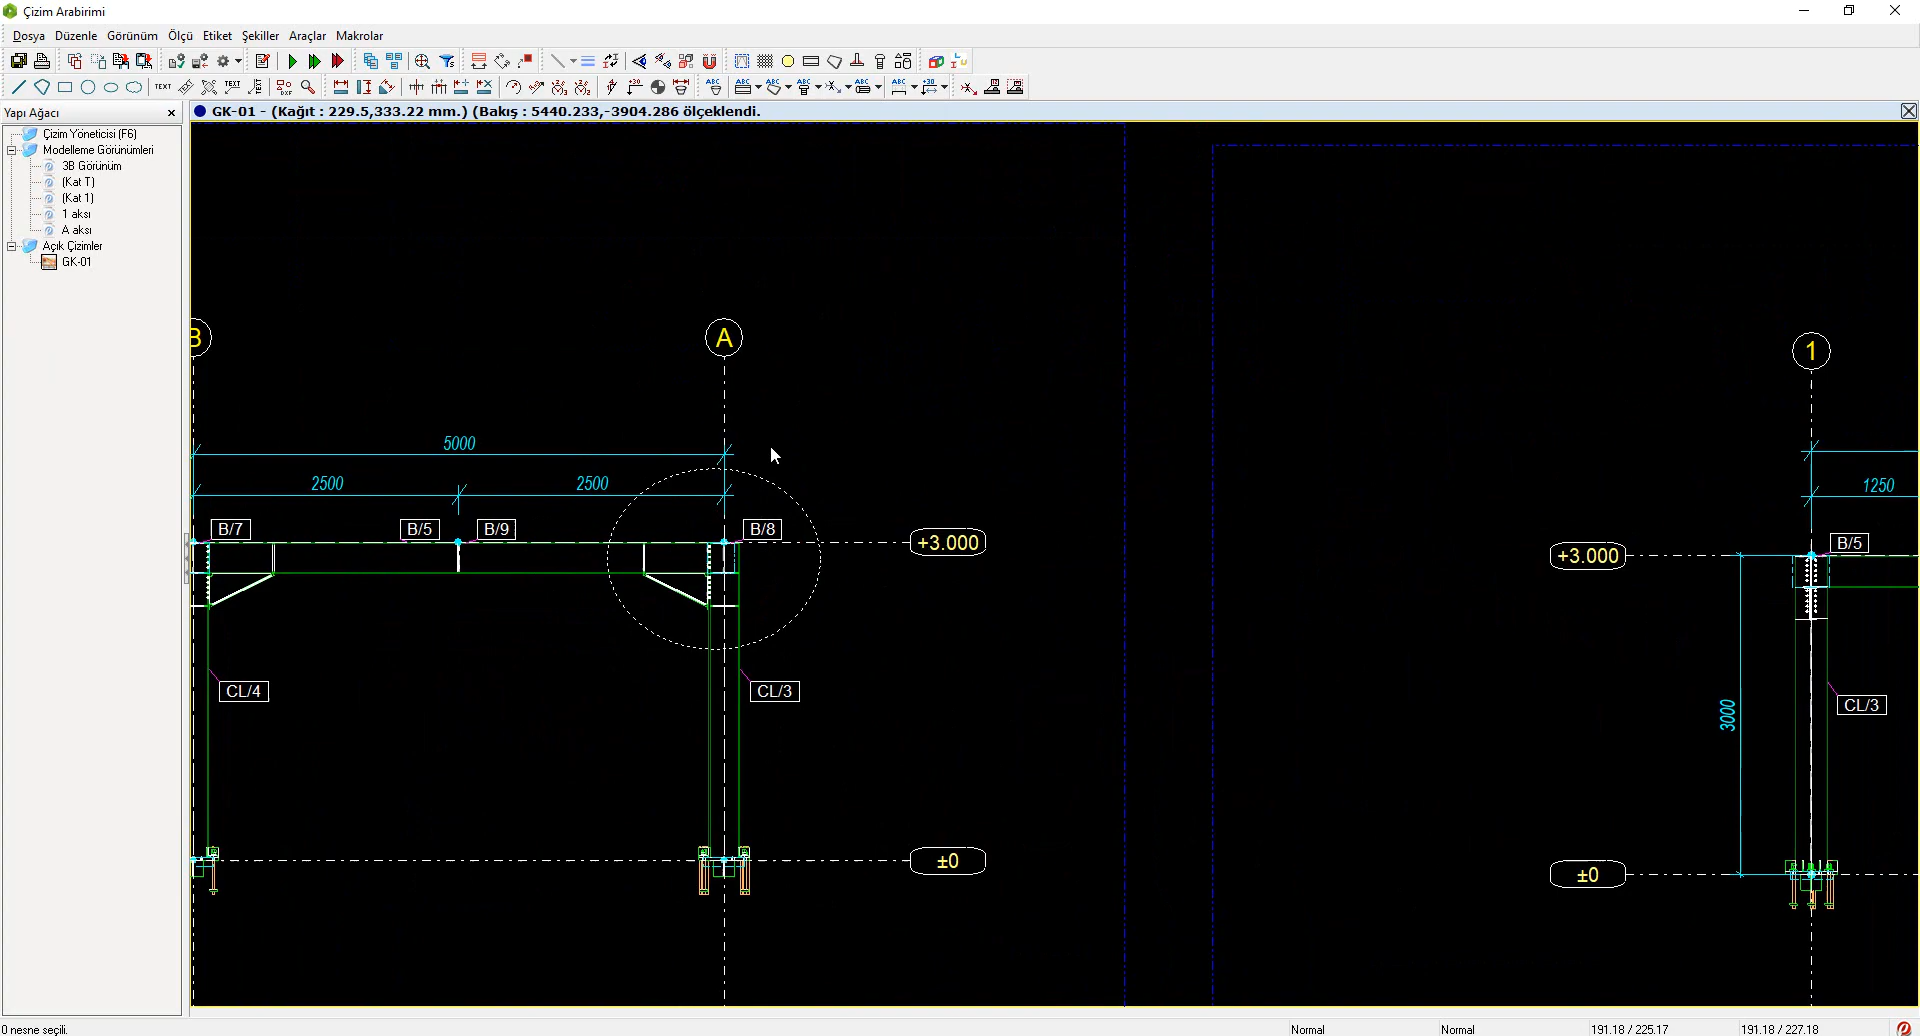 Çizim Arabirimi
Dosya Düzenle Görünüm Ölçü Etiket Şekiller Araçlar Makrolar
Yapı Ağacı
GK-01 - (Kağıt : 229.5,333.22 mm.) (Bakış : 5440.233,-3904.286 ölçeklendi.
Çizim Yöneticisi (F6)
Modelleme Görünümleri
3B Görünüm
(Kat T)
(Kat 1)
1 aksı
A aksı
Açık Çizimler
GK-01
B
A
1
5000
2500
2500
1250
B/7
B/5
B/9
B/8
+3.000
+3.000
B/5
CL/4
CL/3
3000
CL/3
±0
±0
0 nesne seçili.
Normal
Normal
191.18 / 225.17
191.18 / 227.18